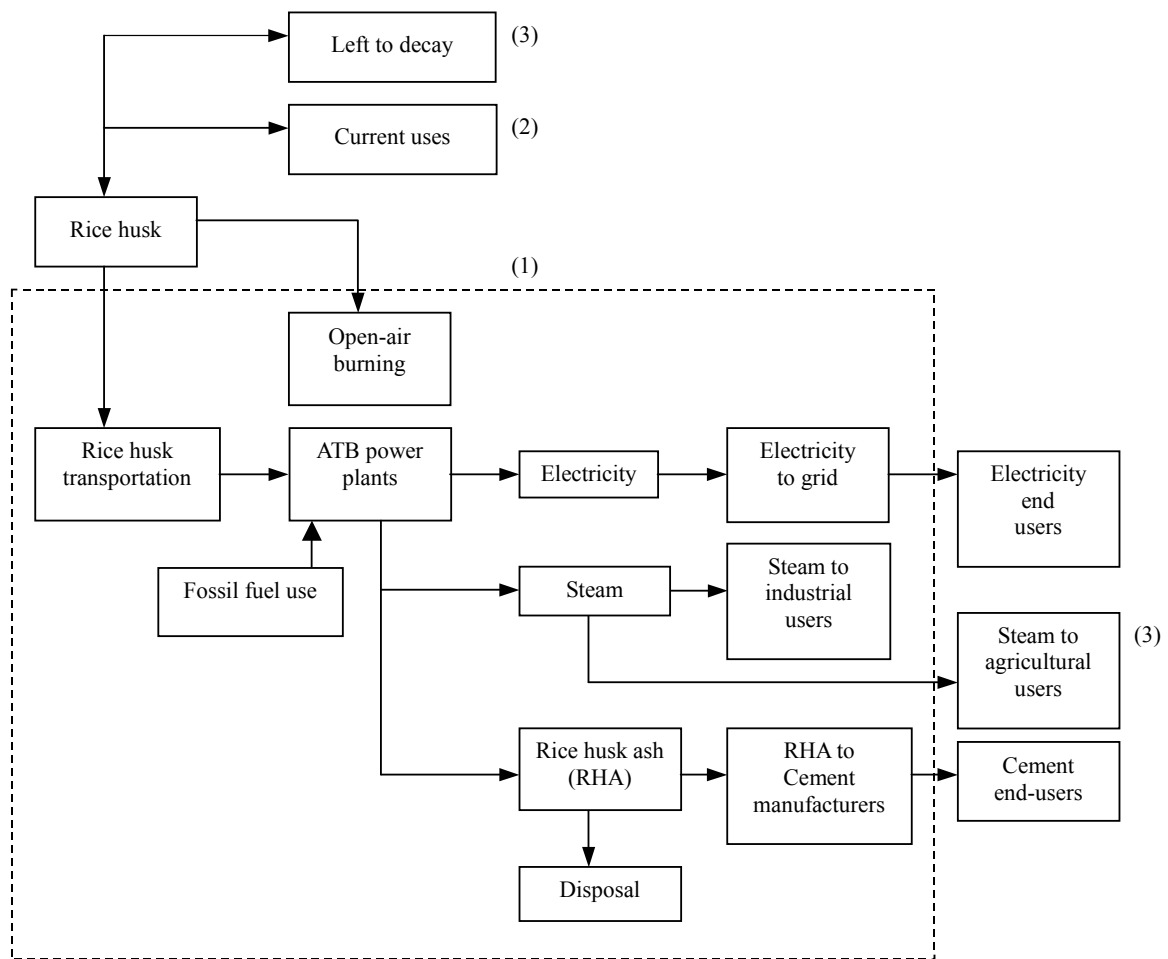 Left to decay
(3)
Current uses
(2)
Rice husk
(1)
Open-air
burning
Rice husk
transportation
ATB power
plants
Electricity
Electricity
to grid
Electricity
end
users
Fossil fuel use
Steam
Steam to
industrial
users
Steam to
agricultural
users
(3)
Rice husk ash
(RHA)
RHA to
Cement
manufacturers
Cement
end-users
Disposal